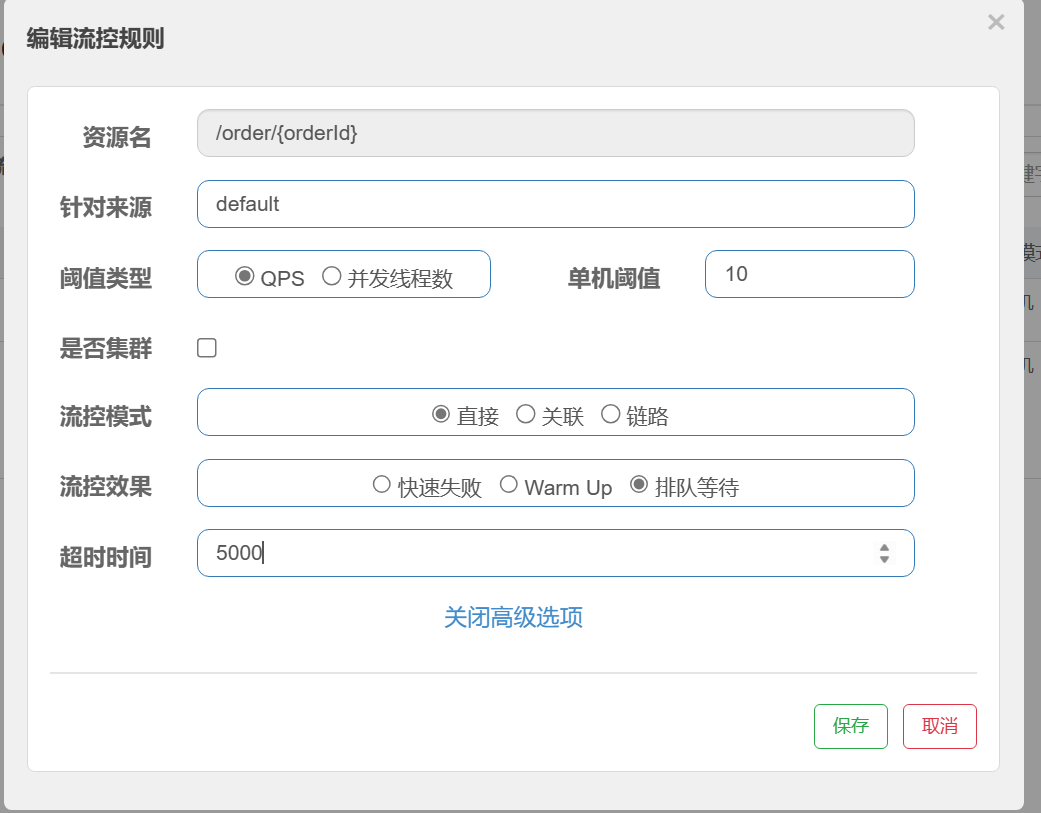 编辑流控规则
×
资源名 /order/{orderId}
针对来源 default
阈值类型 QPS 并发线程数 单机阈值 10
是否集群
流控模式 直接 关联 链路
流控效果 快速失败 Warm Up 排队等待
超时时间 5000
关闭高级选项
保存 取消